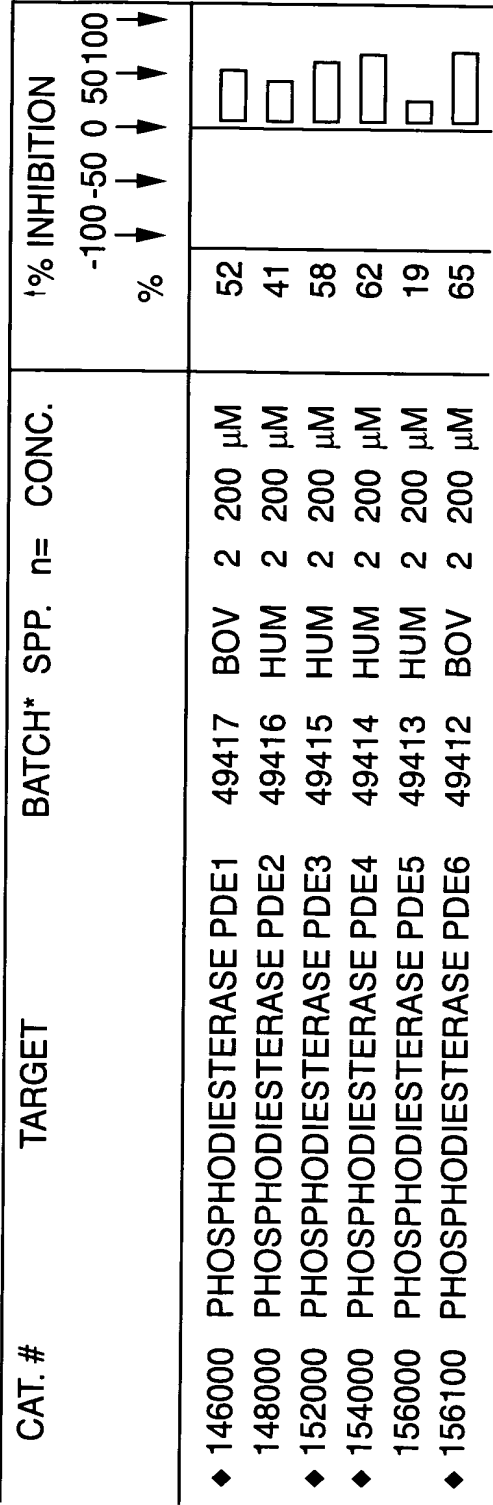 CAT. # TARGET BATCH* SPP. n= CONC. †% INHIBITION
% -100 -50 0 50 100
◆ 146000 PHOSPHODIESTERASE PDE1 49417 BOV 2 200 µM 52
148000 PHOSPHODIESTERASE PDE2 49416 HUM 2 200 µM 41
◆ 152000 PHOSPHODIESTERASE PDE3 49415 HUM 2 200 µM 58
◆ 154000 PHOSPHODIESTERASE PDE4 49414 HUM 2 200 µM 62
156000 PHOSPHODIESTERASE PDE5 49413 HUM 2 200 µM 19
◆ 156100 PHOSPHODIESTERASE PDE6 49412 BOV 2 200 µM 65